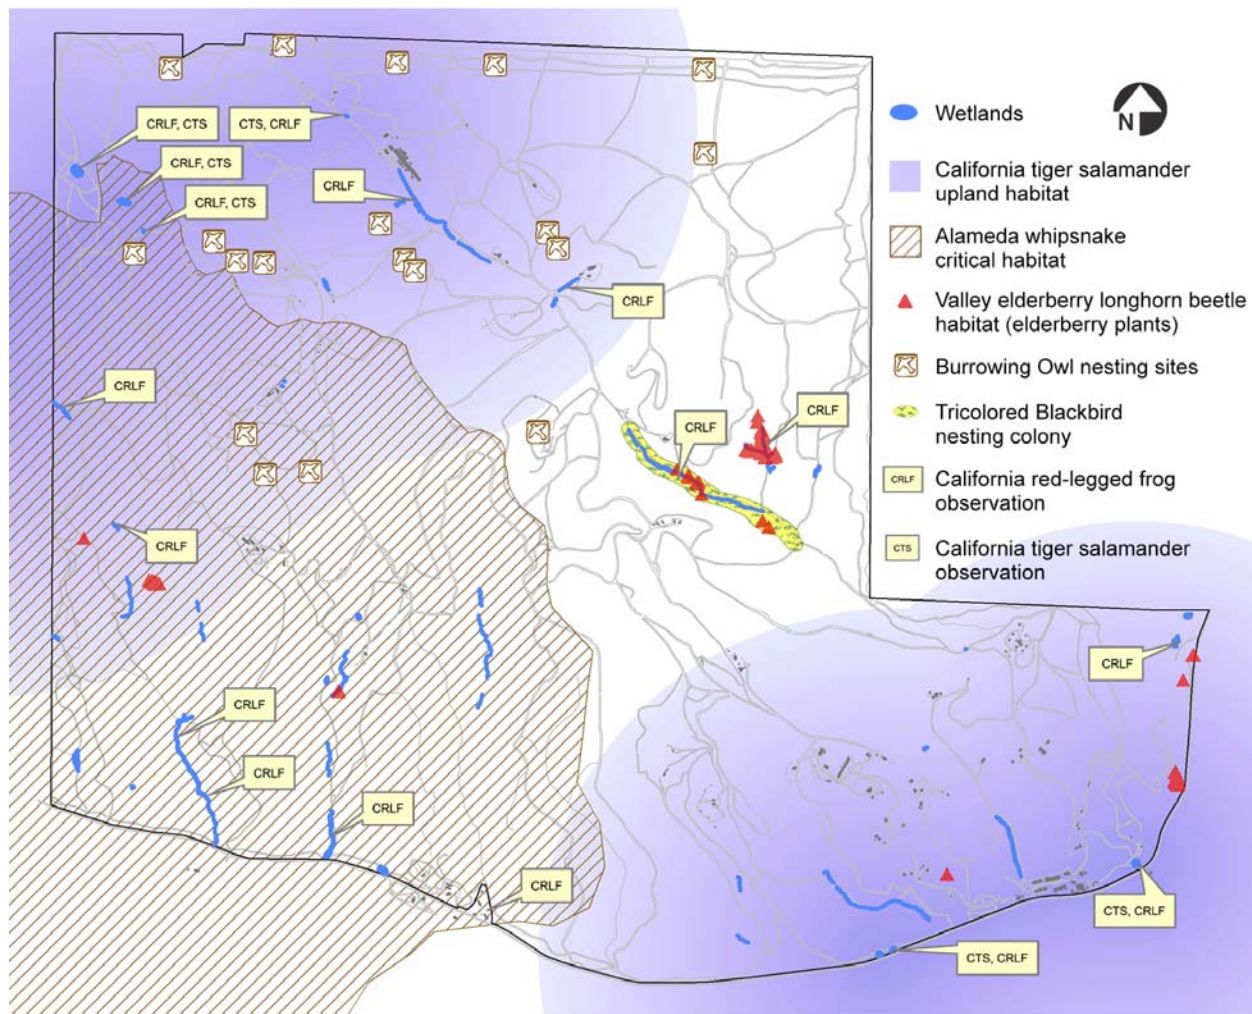 CRLF, CTS
CTS, CRLF
CRLF, CTS
CRLF
CRLF, CTS
CRLF
CRLF
CRLF
CRLF
CRLF
CRLF
CRLF
CRLF
CRLF
CRLF
CRLF
CTS, CRLF
CTS, CRLF
N
Wetlands
California tiger salamander
upland habitat
Alameda whipsnake
critical habitat
Valley elderberry longhorn beetle
habitat (elderberry plants)
Burrowing Owl nesting sites
Tricolored Blackbird
nesting colony
CRLF
California red-legged frog
observation
CTS
California tiger salamander
observation